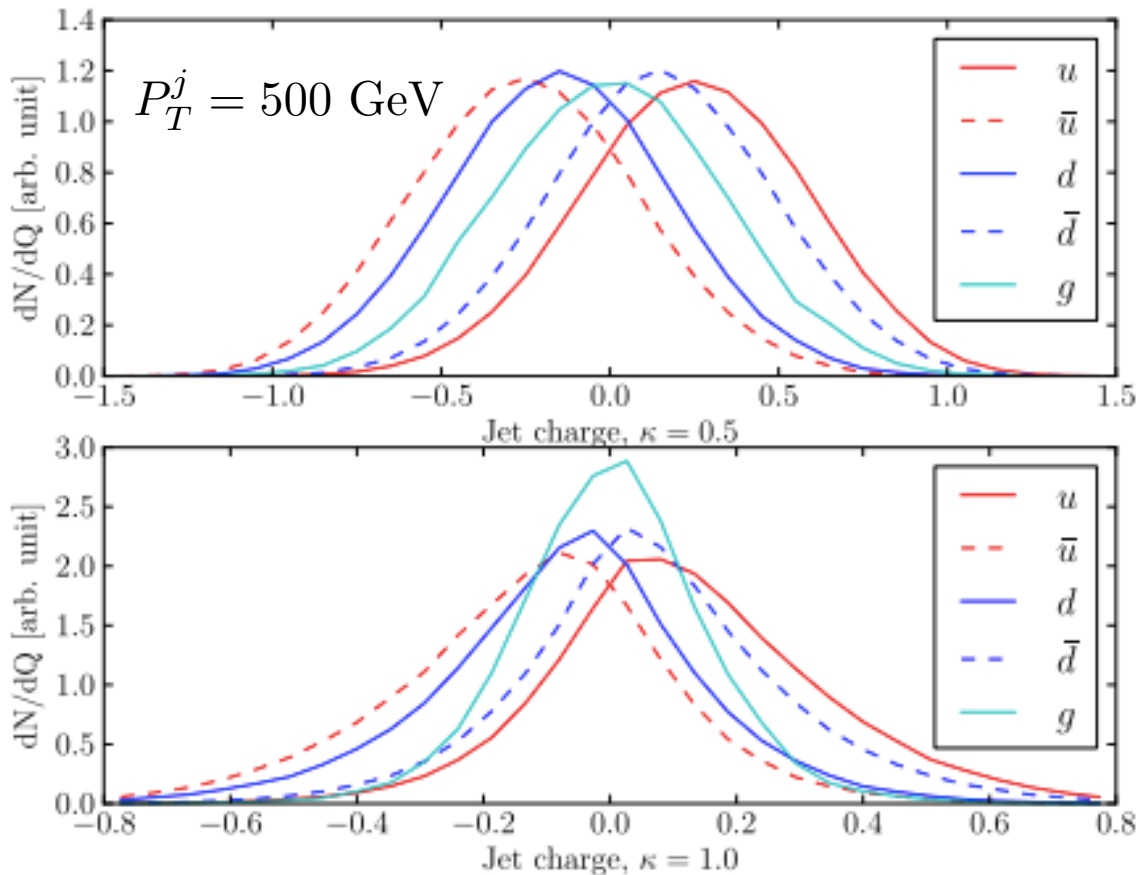 1.4
1.2
1.0
0.8
0.6
0.4
0.2
0.0
dN/dQ [arb. unit]
P_T^j = 500 GeV
u
ū
d
d̄
g
−1.5 −1.0 −0.5 0.0 0.5 1.0 1.5
Jet charge, κ = 0.5
3.0
2.5
2.0
1.5
1.0
0.5
0.0
dN/dQ [arb. unit]
u
ū
d
d̄
g
−0.8 −0.6 −0.4 −0.2 0.0 0.2 0.4 0.6 0.8
Jet charge, κ = 1.0